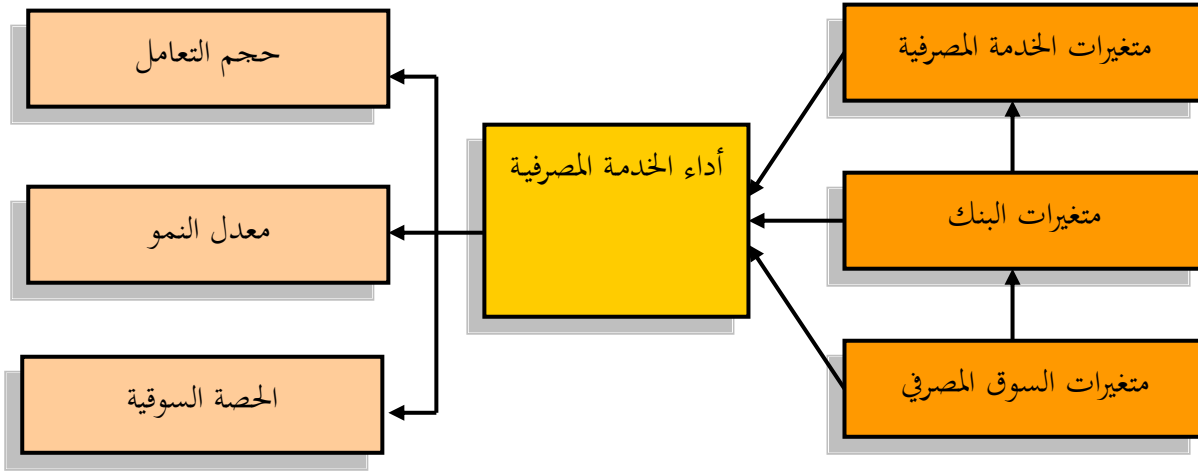 متغيرات الخدمة المصرفية
متغيرات البنك
متغيرات السوق المصرفي
أداء الخدمة المصرفية
حجم التعامل
معدل النمو
الحصة السوقية